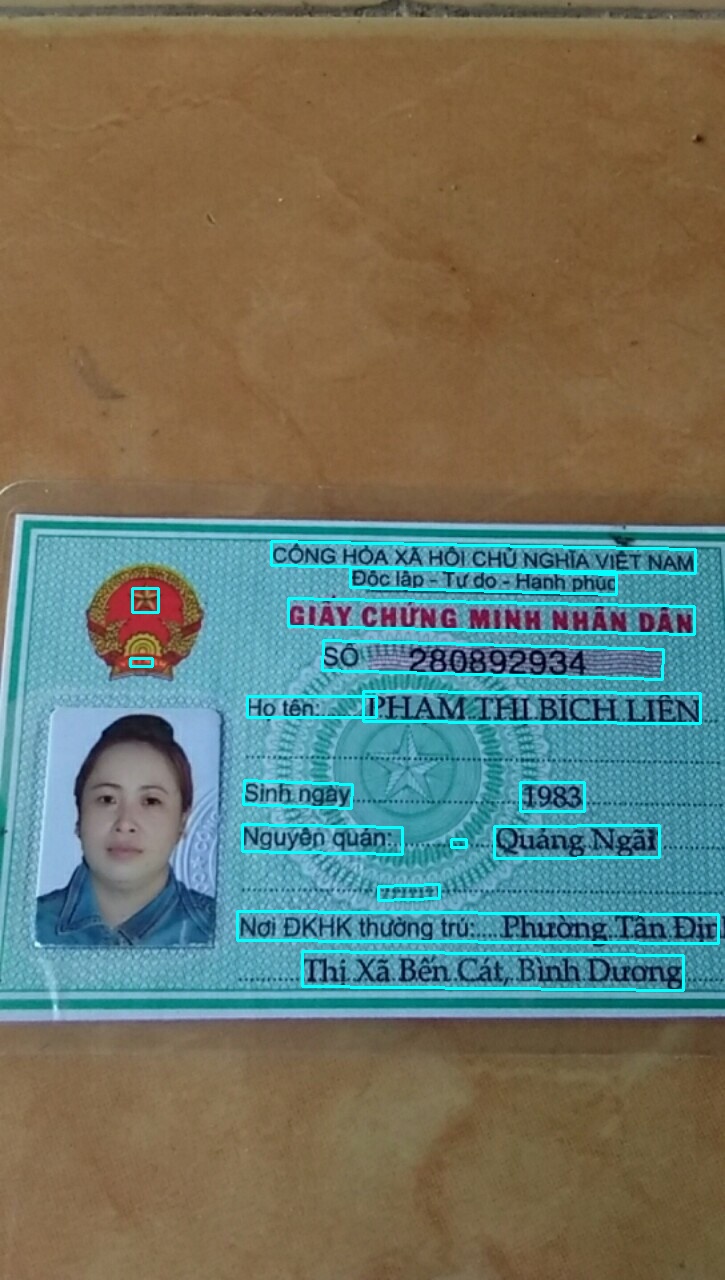 CỘNG HÒA XÃ HỘI CHỦ NGHĨA VIỆT NAM
Độc lập - Tự do - Hạnh phúc
GIẤY CHỨNG MINH NHÂN DÂN
SỐ 280892934
Họ tên: PHẠM THỊ BÍCH LIÊN
Sinh ngày 1983
Nguyên quán: Quảng Ngãi
Nơi ĐKHK thường trú: Phường Tân
Thị Xã Bến Cát, Bình Dương